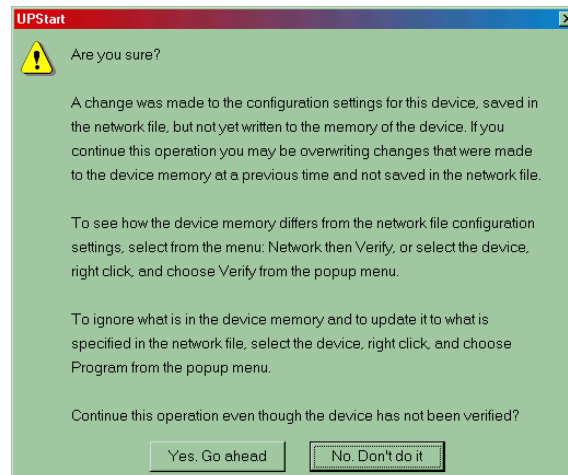 UPStart
Are you sure?
A change was made to the configuration settings for this device, saved in
the network file, but not yet written to the memory of the device. If you
continue this operation you may be overwriting changes that were made
to the device memory at a previous time and not saved in the network file.
To see how the device memory differs from the network file configuration
settings, select from the menu: Network then Verify, or select the device,
right click, and choose Verify from the popup menu.
To ignore what is in the device memory and to update it to what is
specified in the network file, select the device, right click, and choose
Program from the popup menu.
Continue this operation even though the device has not been verified?
Yes. Go ahead
No. Don't do it